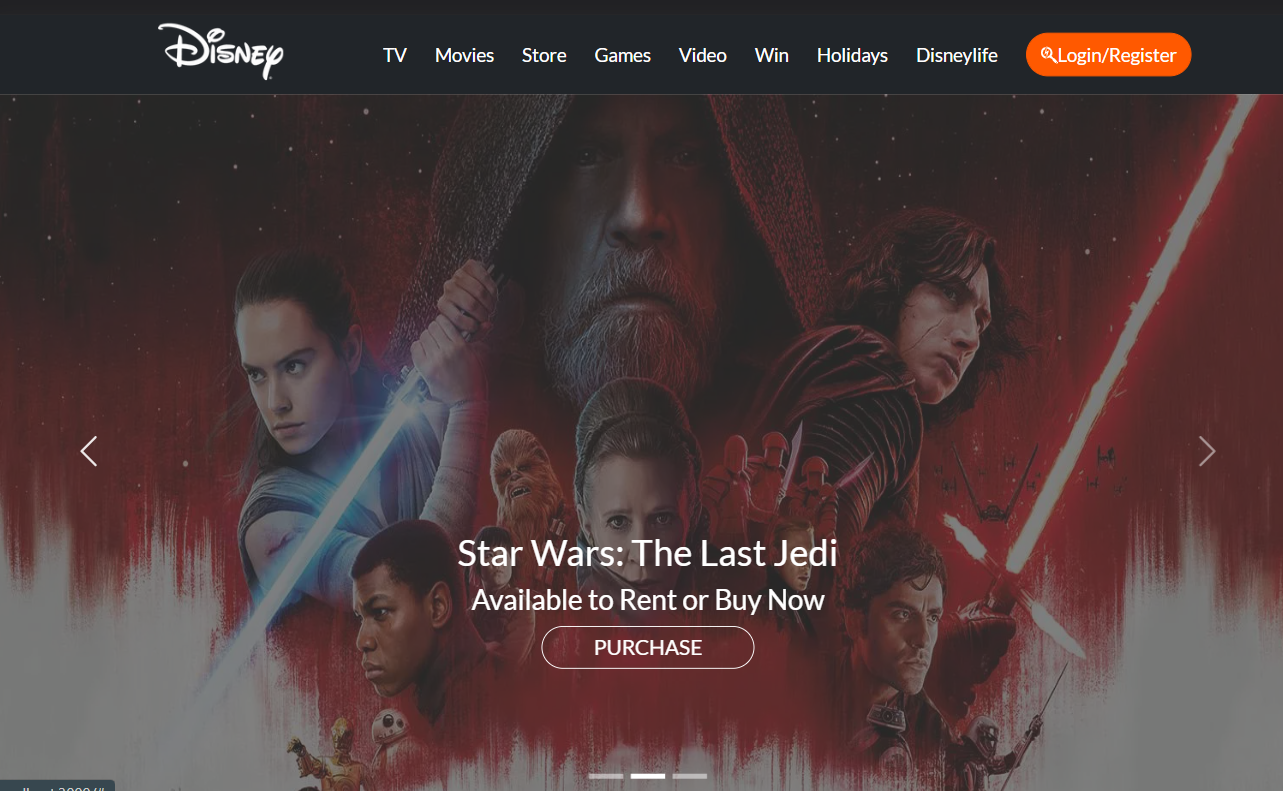 Disney TV Movies Store Games Video Win Holidays Disneylife Login/Register
Star Wars: The Last Jedi
Available to Rent or Buy Now
PURCHASE